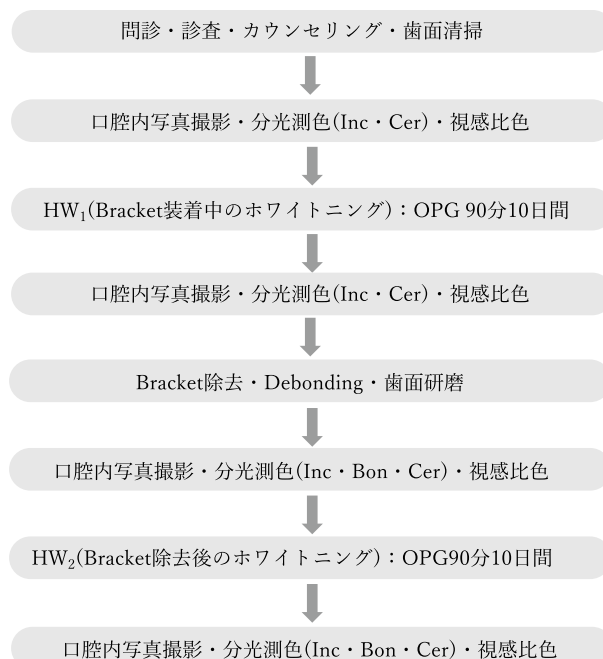 問診・診査・カウンセリング・歯面清掃
口腔内写真撮影・分光測色(Inc・Cer)・視感比色
HW₁(Bracket装着中のホワイトニング)：OPG 90分10日間
口腔内写真撮影・分光測色(Inc・Cer)・視感比色
Bracket除去・Debonding・歯面研磨
口腔内写真撮影・分光測色(Inc・Bon・Cer)・視感比色
HW₂(Bracket除去後のホワイトニング)：OPG90分10日間
口腔内写真撮影・分光測色(Inc・Bon・Cer)・視感比色